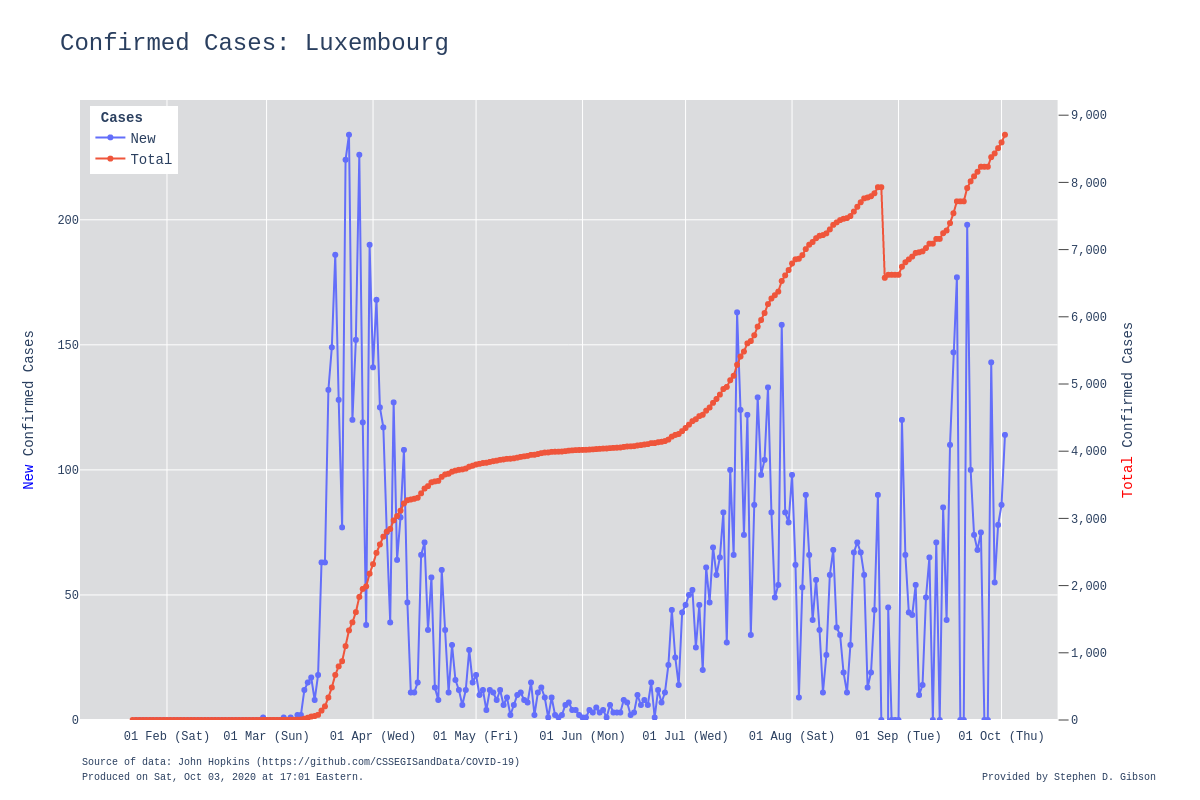 Confirmed Cases: Luxembourg
Cases
New
Total
200
150
100
50
0
New Confirmed Cases
9,000
8,000
7,000
6,000
5,000
4,000
3,000
2,000
1,000
0
Total Confirmed Cases
01 Feb (Sat) 01 Mar (Sun) 01 Apr (Wed) 01 May (Fri) 01 Jun (Mon) 01 Jul (Wed) 01 Aug (Sat) 01 Sep (Tue) 01 Oct (Thu)
Source of data: John Hopkins (https://github.com/CSSEGISandData/COVID-19)
Produced on Sat, Oct 03, 2020 at 17:01 Eastern.
Provided by Stephen D. Gibson